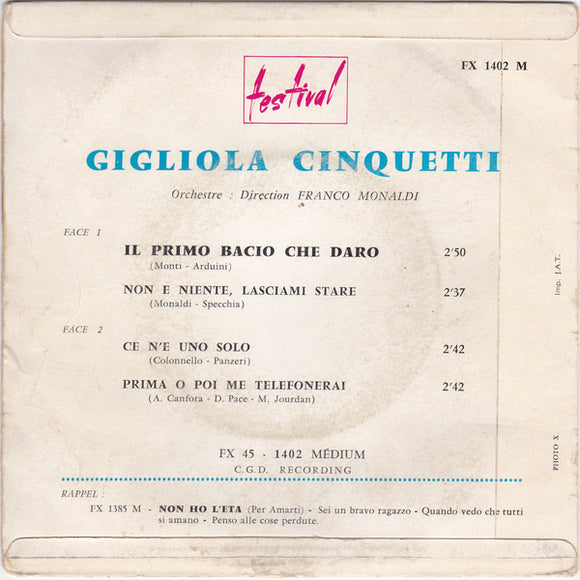 festival
FX 1402 M
GIGLIOLA CINQUETTI
Orchestre : Direction FRANCO MONALDI
FACE 1
IL PRIMO BACIO CHE DARO 2'50
(Monti - Arduini)
NON E NIENTE, LASCIAMI STARE 2'37
(Monaldi - Specchia)
FACE 2
CE N'E UNO SOLO 2'42
(Colonnello - Panzeri)
PRIMA O POI ME TELEFONERAI 2'42
(A. Canfora - D. Pace - M. Jourdan)
FX 45 - 1402 MÉDIUM
C.G.D. RECORDING
RAPPEL :
FX 1385 M - NON HO L'ETA (Per Amarti) - Sei un bravo ragazzo - Quando vedo che tutti
si amano - Penso alle cose perdute.
Imp. J.A.T.
PHOTO X